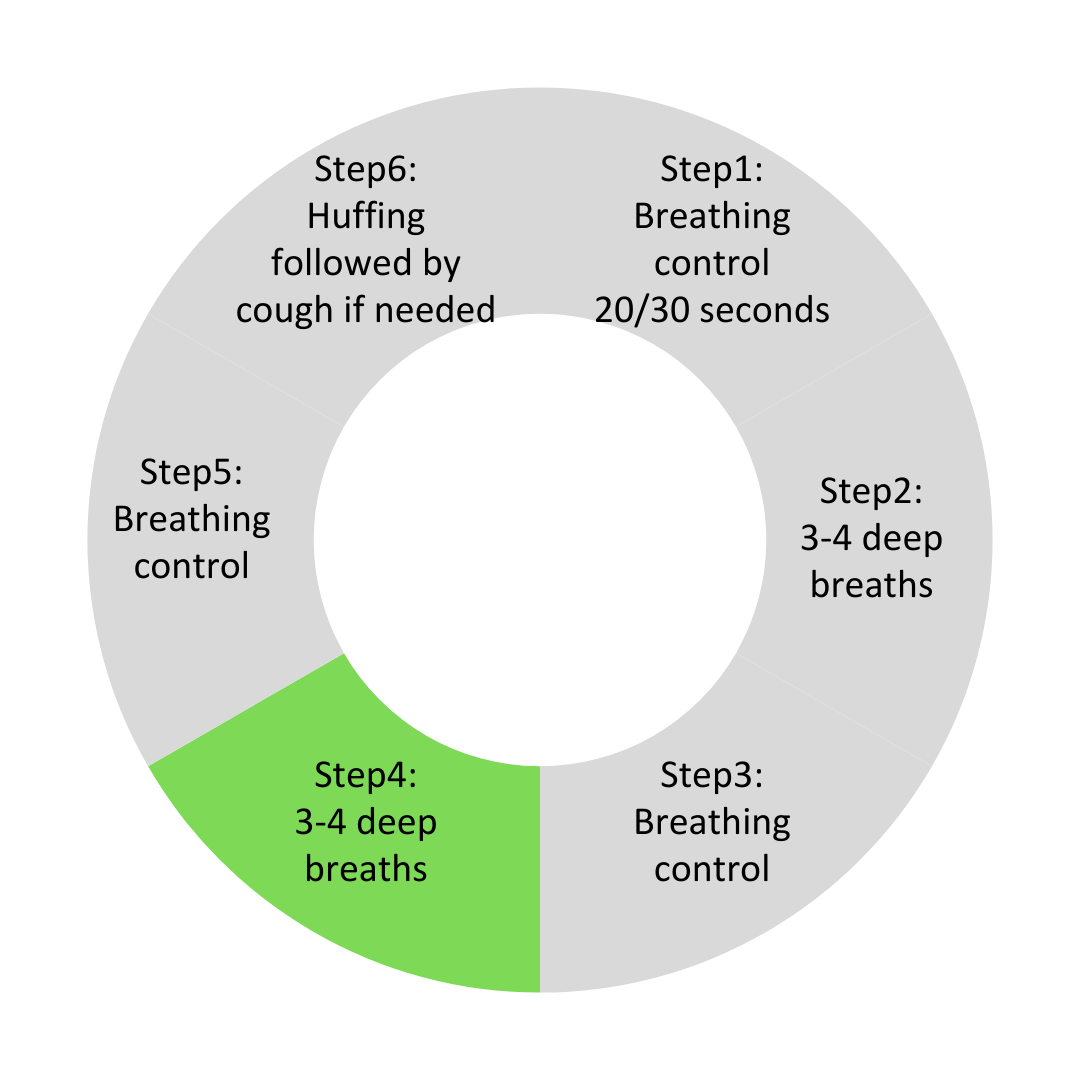 Step1:
Breathing
control
20/30 seconds
Step2:
3-4 deep
breaths
Step3:
Breathing
control
Step4:
3-4 deep
breaths
Step5:
Breathing
control
Step6:
Huffing
followed by
cough if needed